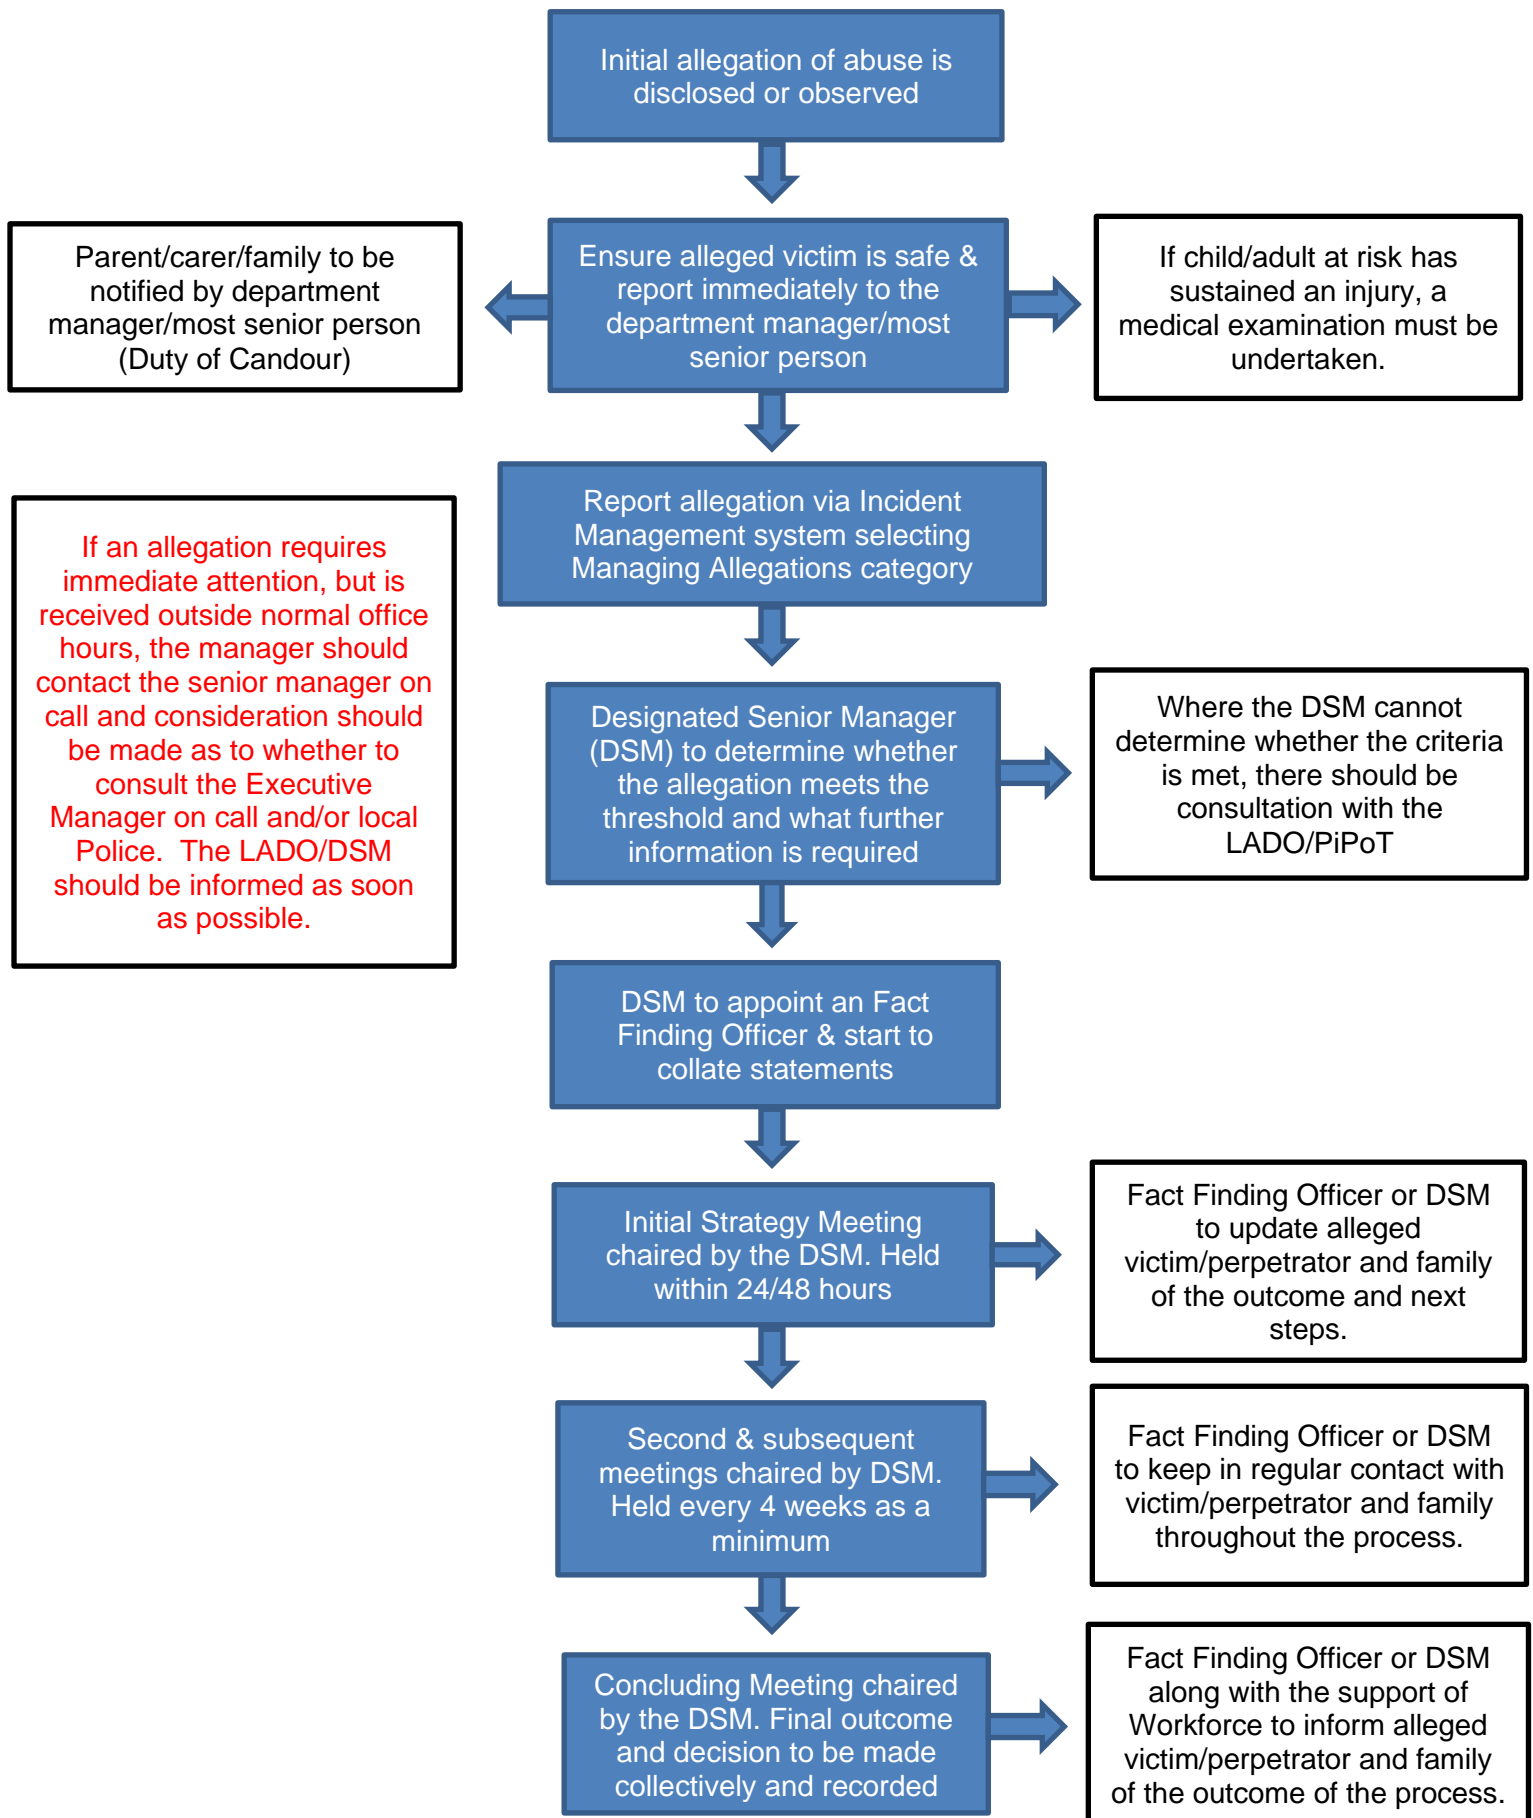 Initial allegation of abuse is
disclosed or observed
Parent/carer/family to be
notified by department
manager/most senior person
(Duty of Candour)
Ensure alleged victim is safe &
report immediately to the
department manager/most
senior person
If child/adult at risk has
sustained an injury, a
medical examination must be
undertaken.
Report allegation via Incident
Management system selecting
Managing Allegations category
If an allegation requires
immediate attention, but is
received outside normal office
hours, the manager should
contact the senior manager on
call and consideration should
be made as to whether to
consult the Executive
Manager on call and/or local
Police.  The LADO/DSM
should be informed as soon
as possible.
Designated Senior Manager
(DSM) to determine whether
the allegation meets the
threshold and what further
information is required
Where the DSM cannot
determine whether the criteria
is met, there should be
consultation with the
LADO/PiPoT
DSM to appoint an Fact
Finding Officer & start to
collate statements
Initial Strategy Meeting
chaired by the DSM. Held
within 24/48 hours
Fact Finding Officer or DSM
to update alleged
victim/perpetrator and family
of the outcome and next
steps.
Second & subsequent
meetings chaired by DSM.
Held every 4 weeks as a
minimum
Fact Finding Officer or DSM
to keep in regular contact with
victim/perpetrator and family
throughout the process.
Concluding Meeting chaired
by the DSM. Final outcome
and decision to be made
collectively and recorded
Fact Finding Officer or DSM
along with the support of
Workforce to inform alleged
victim/perpetrator and family
of the outcome of the process.